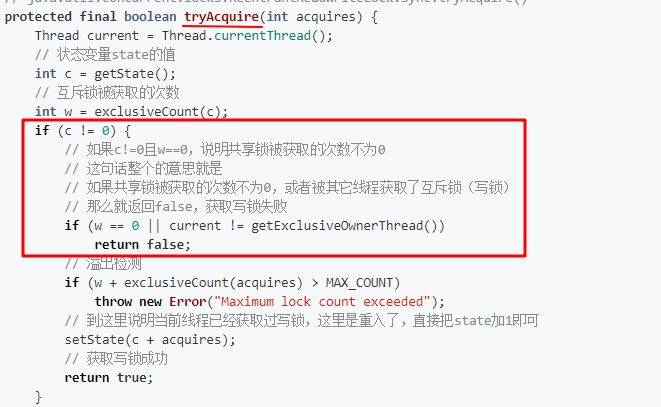 // java.util.concurrent.locks.ReentrantReadWriteLock.Sync.tryAcquire()
protected final boolean tryAcquire(int acquires) {
Thread current = Thread.currentThread();
// 状态变量state的值
int c = getState();
// 互斥锁被获取的次数
int w = exclusiveCount(c);
if (c != 0) {
// 如果c!=0且w==0，说明共享锁被获取的次数不为0
// 这句话整个的意思就是
// 如果共享锁被获取的次数不为0，或者被其它线程获取了互斥锁（写锁）
// 那么就返回false，获取写锁失败
if (w == 0 || current != getExclusiveOwnerThread())
return false;
// 溢出检测
if (w + exclusiveCount(acquires) > MAX_COUNT)
throw new Error("Maximum lock count exceeded");
// 到这里说明当前线程已经获取过写锁，这里是重入了，直接把state加1即可
setState(c + acquires);
// 获取写锁成功
return true;
}